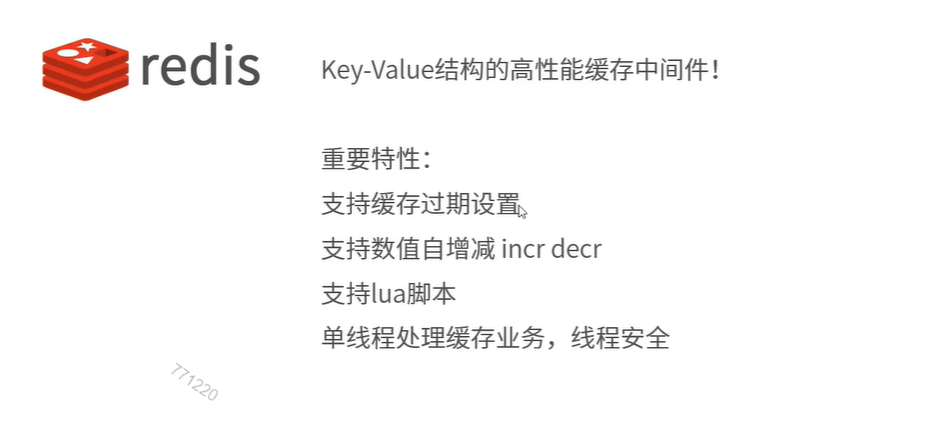 redis
Key-Value结构的高性能缓存中间件！
重要特性：
支持缓存过期设置
支持数值自增减 incr decr
支持lua脚本
单线程处理缓存业务，线程安全
771220